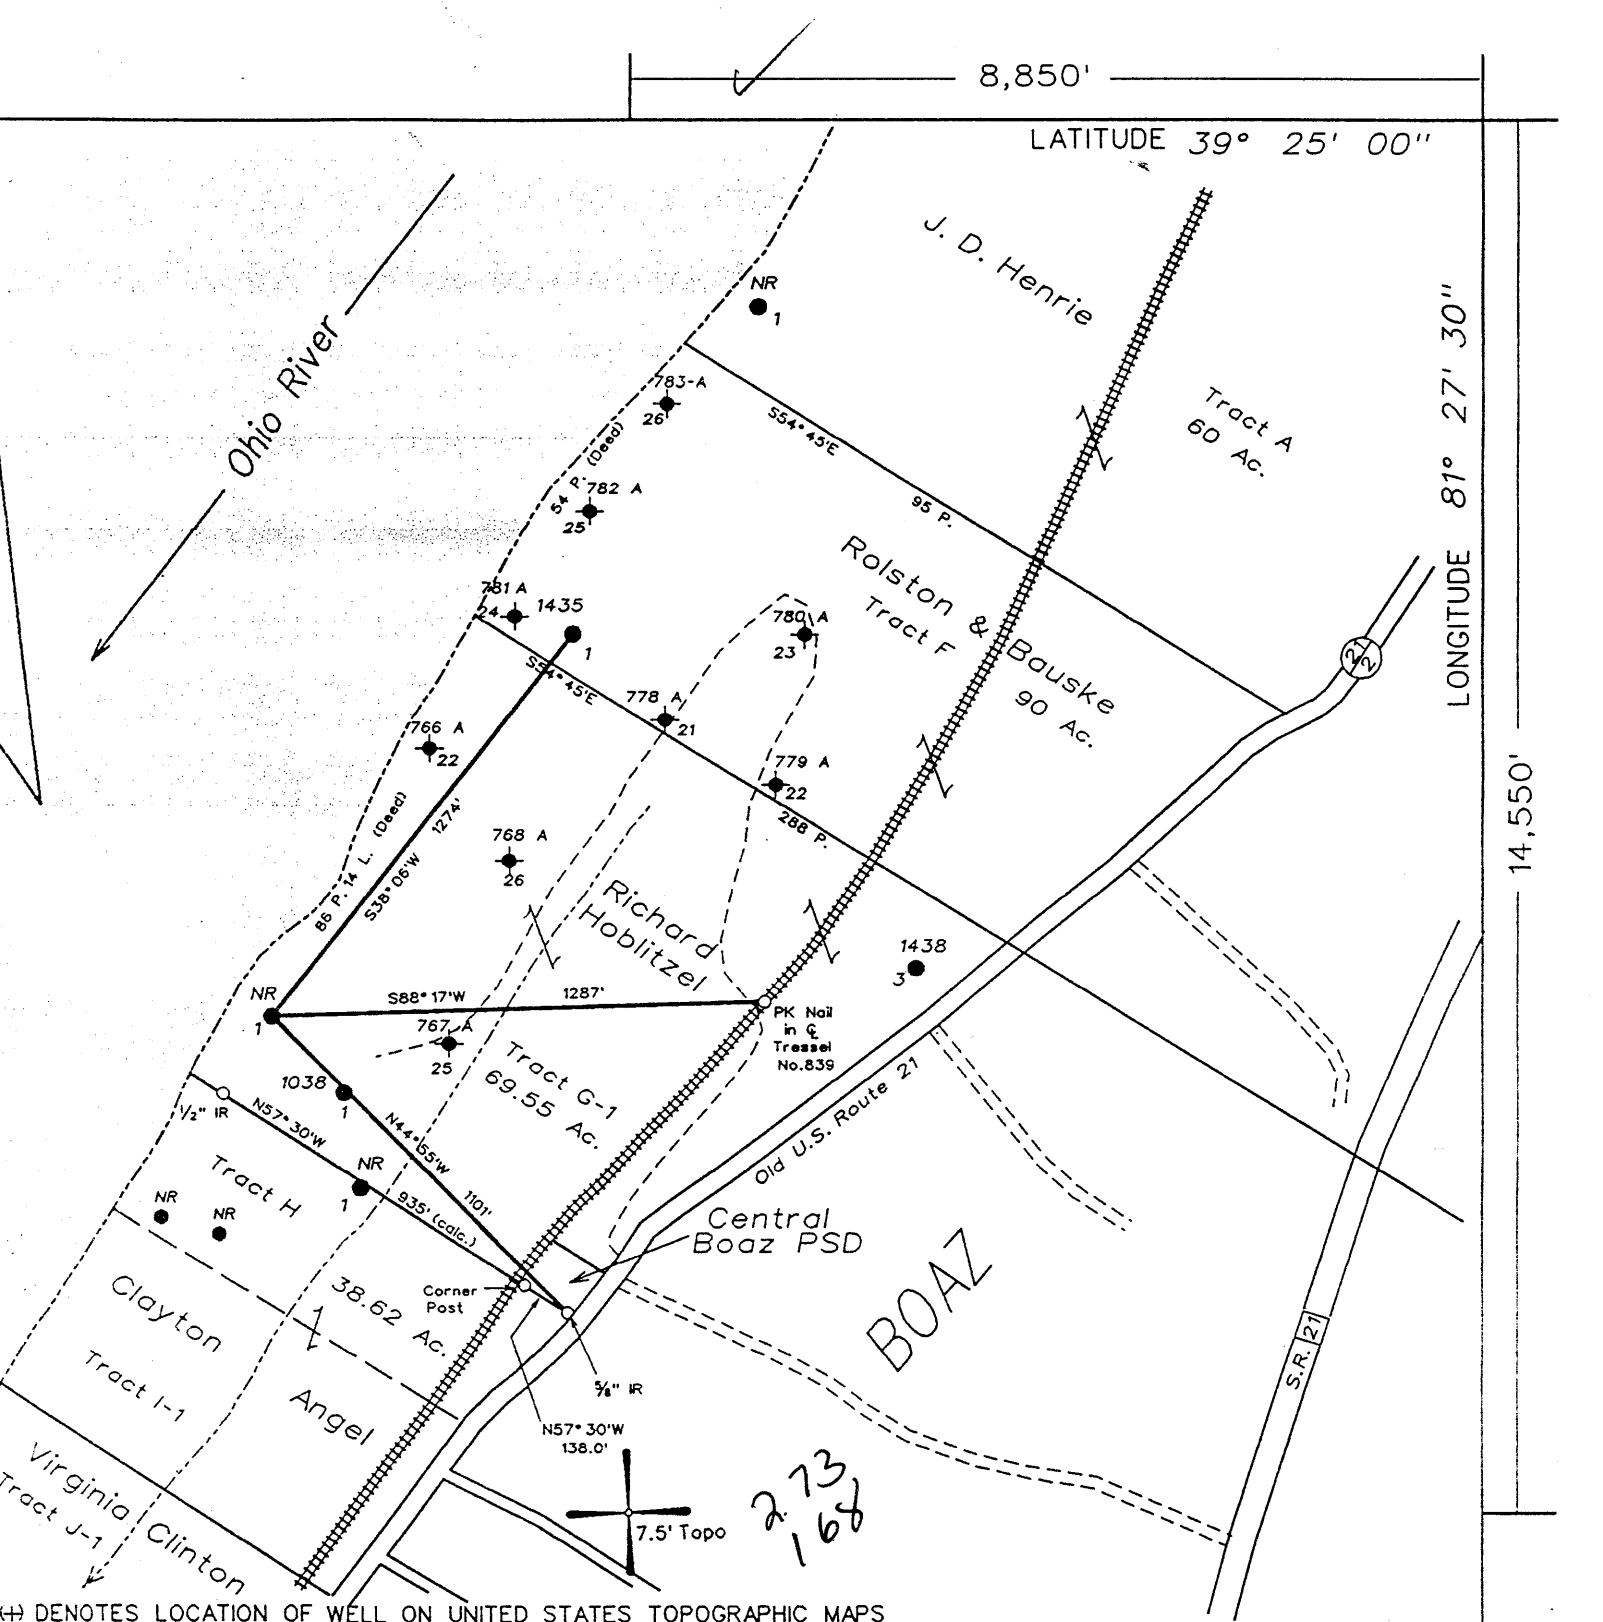 8,850'
LATITUDE 39° 25' 00"
J. D. Henrie
NR
1
LONGITUDE 81° 27' 30"
Ohio River
783-A
26
S54° 45'E
Tract A
60 Ac.
54 P. (Deed)
782 A
25
95 P.
Rolston & Bauske
Tract F
90 Ac.
781 A
24
1435
1
780 A
23
21
2
S54° 45'E
778 A
21
766 A
22
779 A
22
288 P.
14,550'
86 P. 14 L. (Deed)
S38° 06'W
1274'
768 A
26
Richard
Hoblitzel
1438
3
NR
1
S88° 17'W
1287'
767 A
25
PK Nail
in ℄
Tressel
No.839
Tract G-1
69.55 Ac.
1038
1
1/2" IR
N57° 30'W
N44° 55'W
1101'
Old U.S. Route 21
NR
1
935' (calc.)
Tract H
NR
NR
Central
Boaz PSD
BOAZ
Corner
Post
38.62 Ac.
Clayton
Angel
Tract I-1
S.R. 21
5/8" IR
N57° 30'W
138.0'
Virginia Clinton
Tract J-1
7.5' Topo
2.73
1.68
(+) DENOTES LOCATION OF WELL ON UNITED STATES TOPOGRAPHIC MAPS